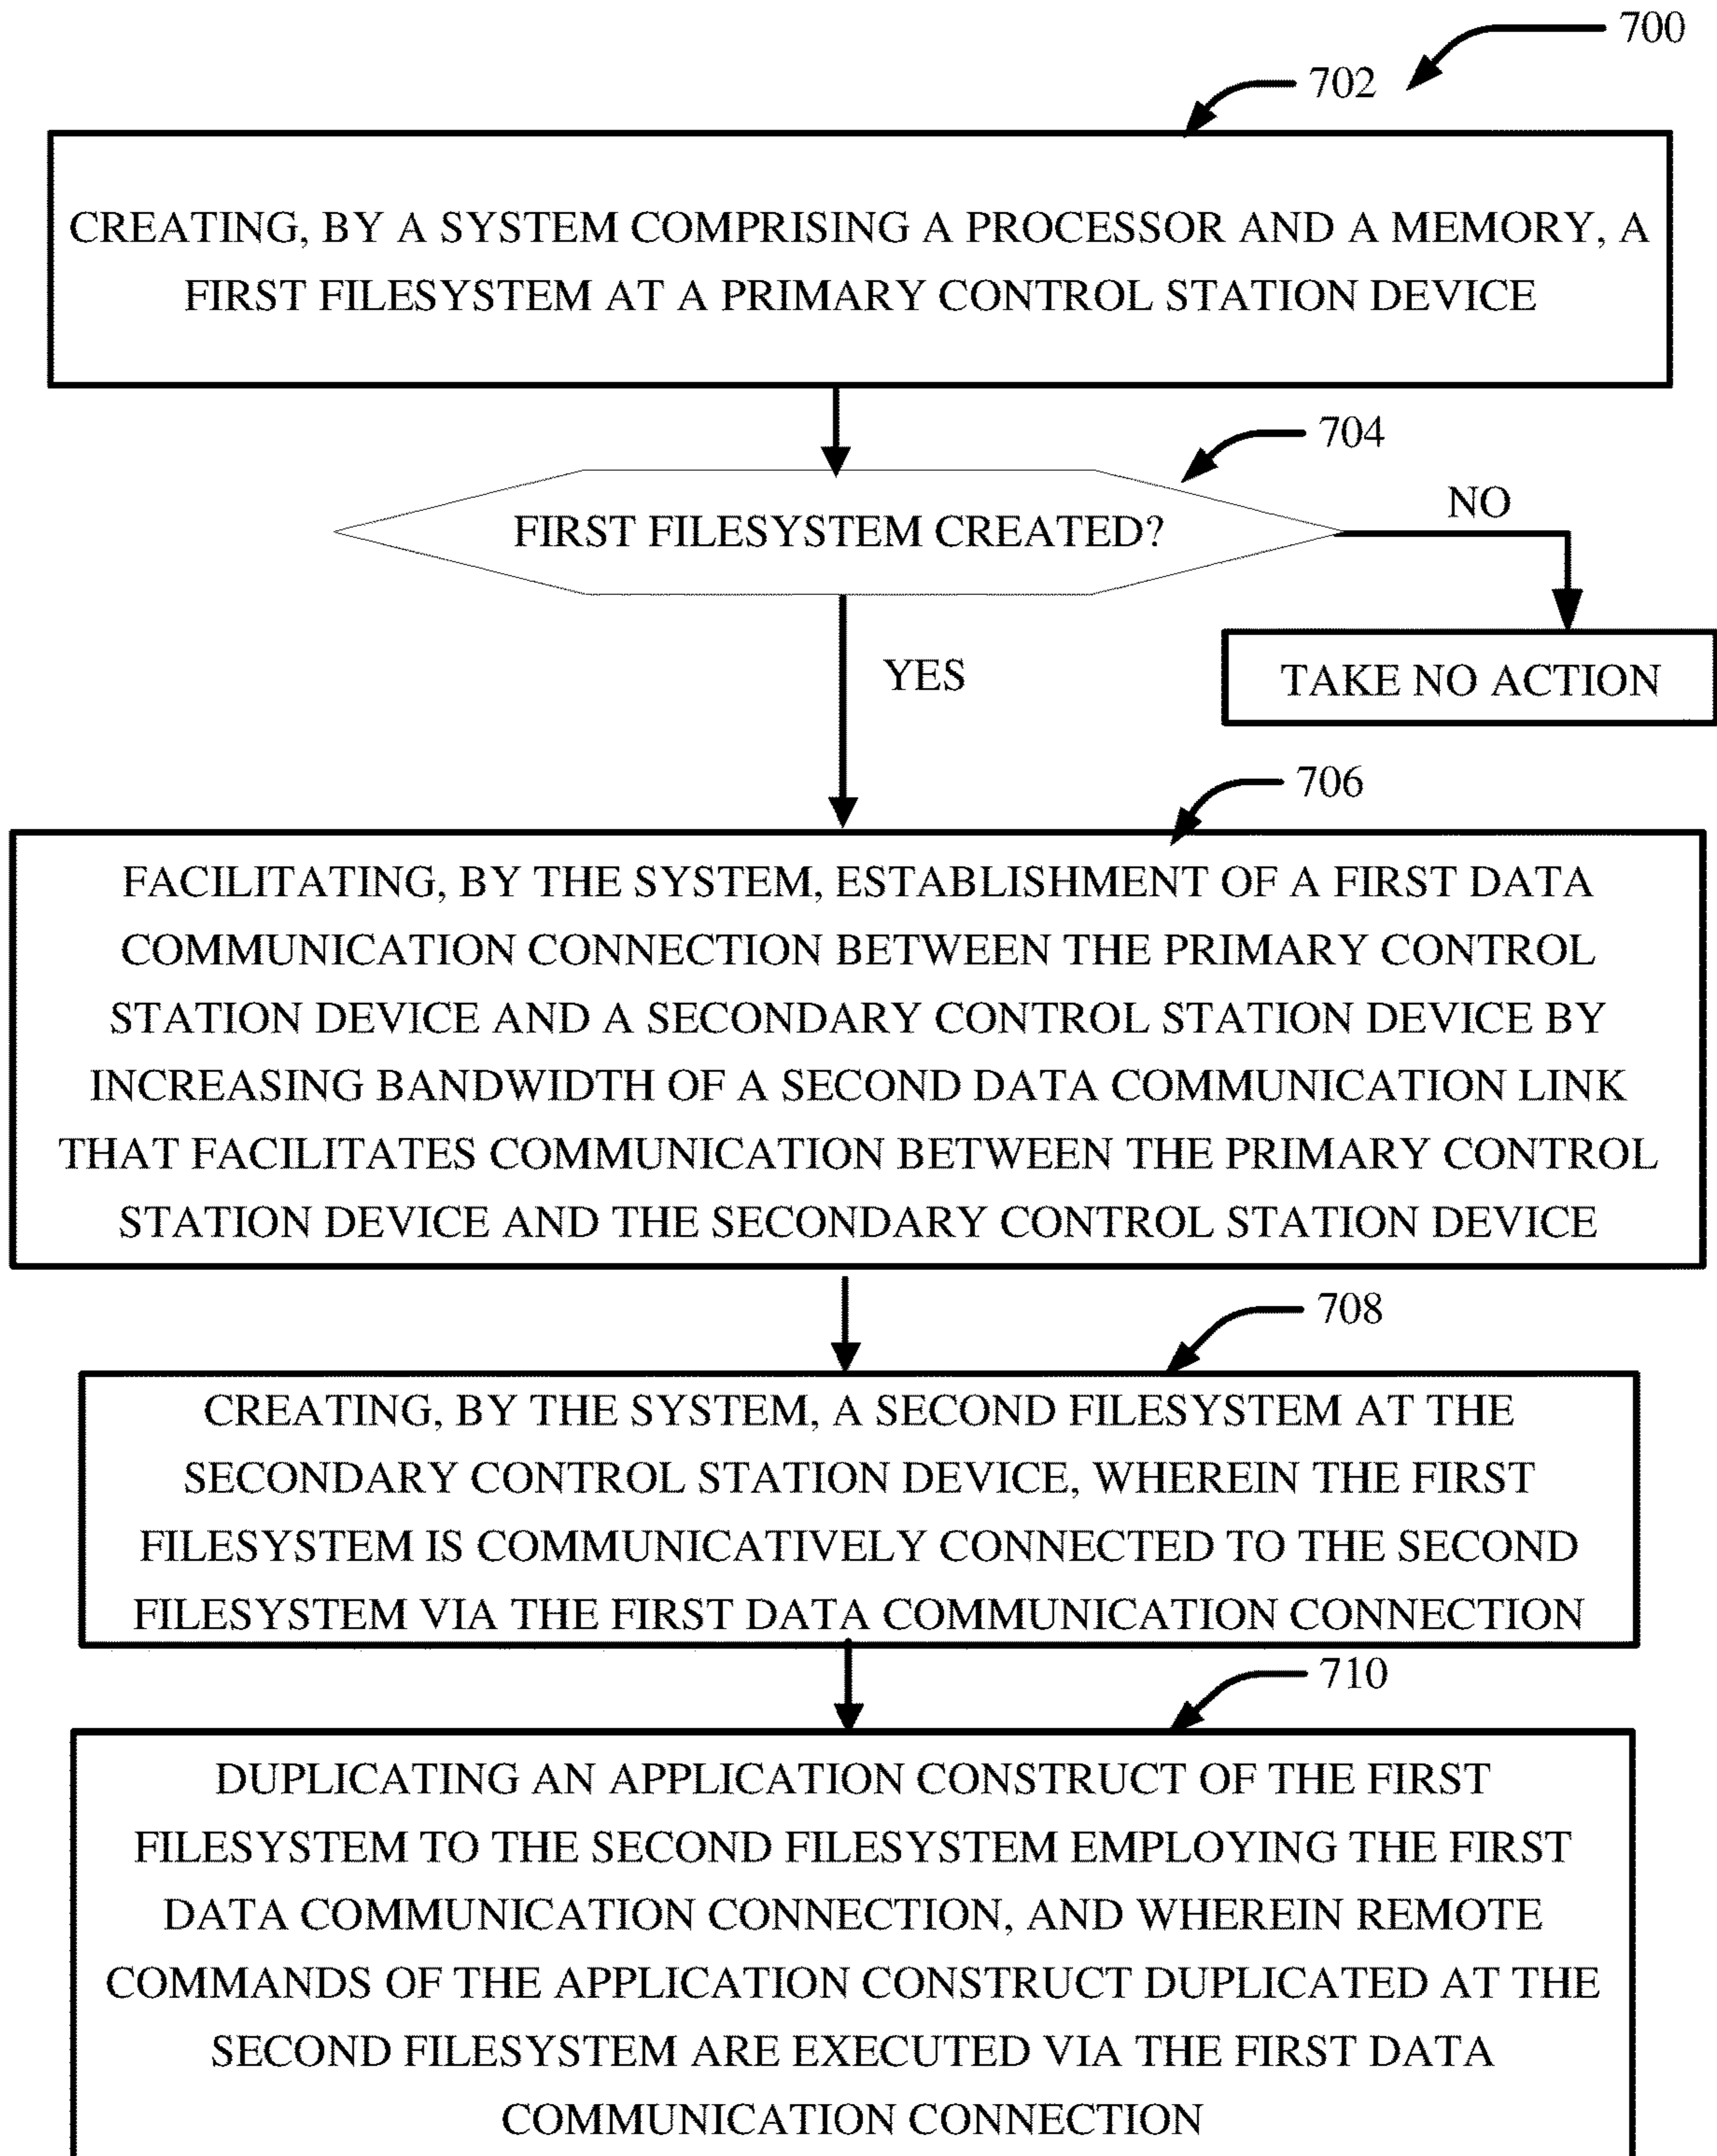 700
702
CREATING, BY A SYSTEM COMPRISING A PROCESSOR AND A MEMORY, A
FIRST FILESYSTEM AT A PRIMARY CONTROL STATION DEVICE
704
FIRST FILESYSTEM CREATED?
NO
YES
TAKE NO ACTION
706
FACILITATING, BY THE SYSTEM, ESTABLISHMENT OF A FIRST DATA
COMMUNICATION CONNECTION BETWEEN THE PRIMARY CONTROL
STATION DEVICE AND A SECONDARY CONTROL STATION DEVICE BY
INCREASING BANDWIDTH OF A SECOND DATA COMMUNICATION LINK
THAT FACILITATES COMMUNICATION BETWEEN THE PRIMARY CONTROL
STATION DEVICE AND THE SECONDARY CONTROL STATION DEVICE
708
CREATING, BY THE SYSTEM, A SECOND FILESYSTEM AT THE
SECONDARY CONTROL STATION DEVICE, WHEREIN THE FIRST
FILESYSTEM IS COMMUNICATIVELY CONNECTED TO THE SECOND
FILESYSTEM VIA THE FIRST DATA COMMUNICATION CONNECTION
710
DUPLICATING AN APPLICATION CONSTRUCT OF THE FIRST
FILESYSTEM TO THE SECOND FILESYSTEM EMPLOYING THE FIRST
DATA COMMUNICATION CONNECTION, AND WHEREIN REMOTE
COMMANDS OF THE APPLICATION CONSTRUCT DUPLICATED AT THE
SECOND FILESYSTEM ARE EXECUTED VIA THE FIRST DATA
COMMUNICATION CONNECTION